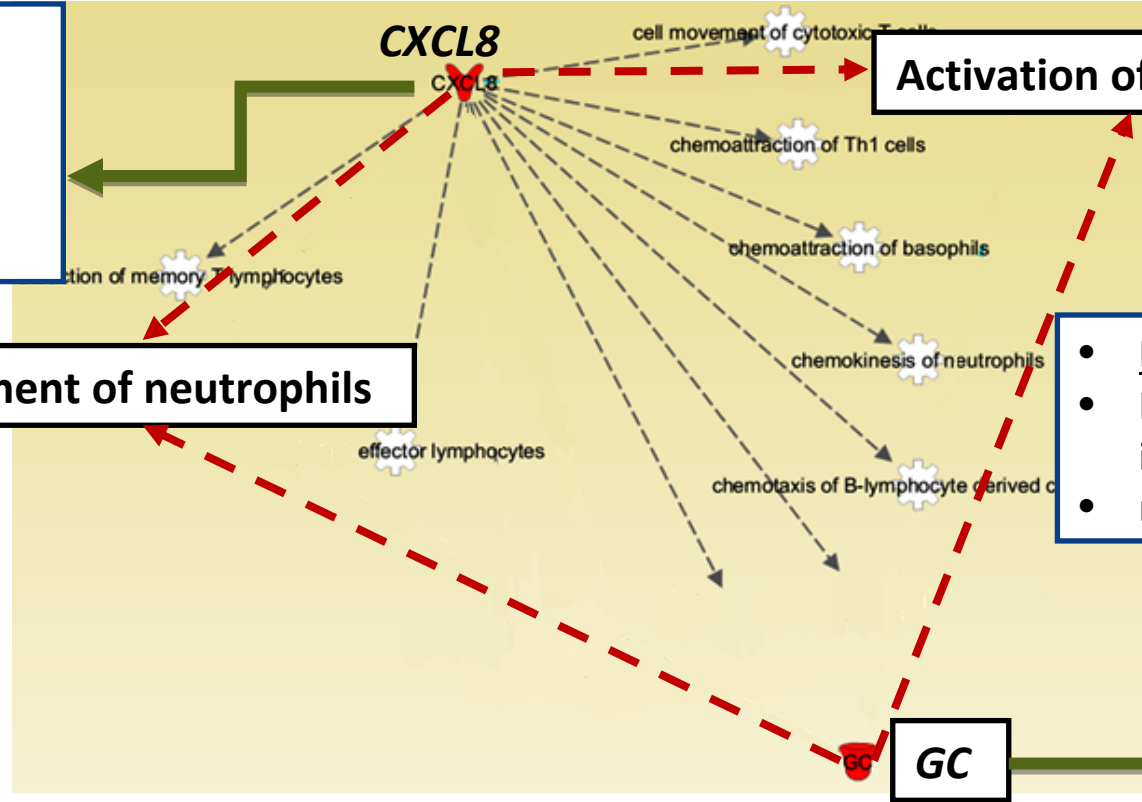 CXCL8
cell movement of cytotoxic T cells
CXCL8
Activation of
chemoattraction of Th1 cells
chemoattraction of basophils
ction of memory T lymphocytes
chemokinesis of neutrophils
•
•
ment of neutrophils
effector lymphocytes
chemotaxis of B-lymphocyte derived c
•
GC
GC